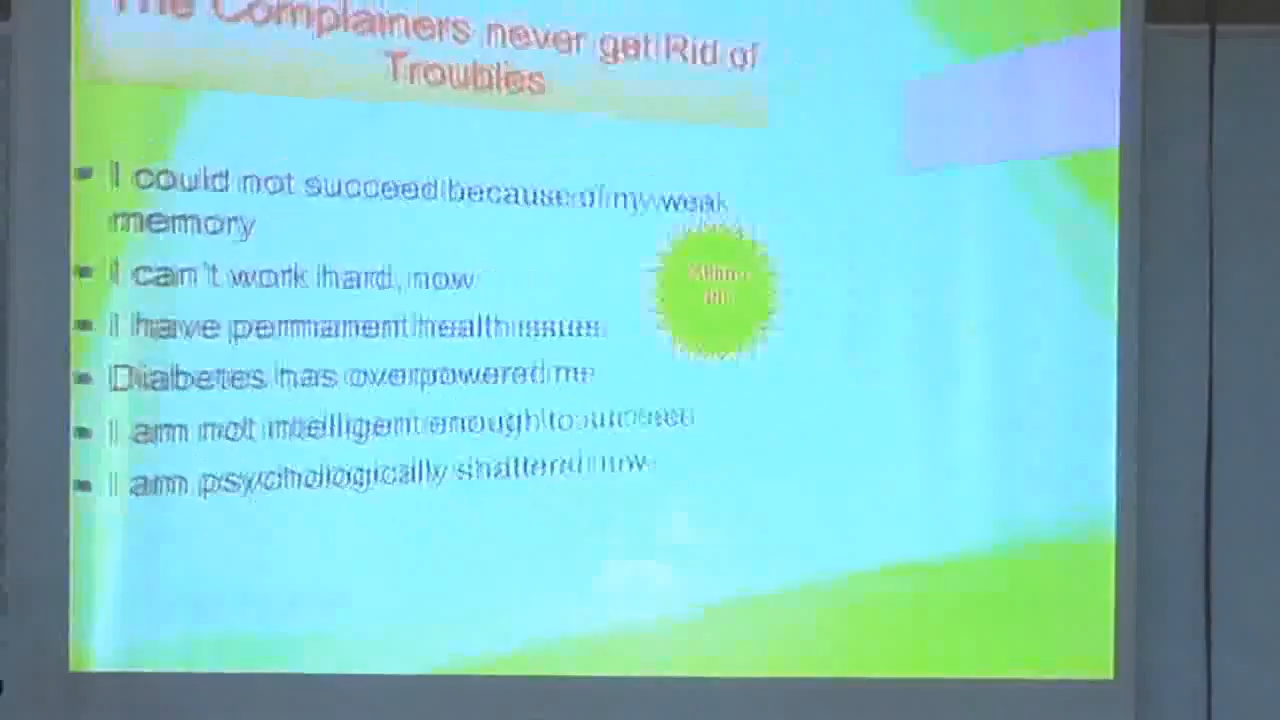 The Complainers never get Rid of
Troubles
I could not succeed because of my weak
memory
I can't work hard, now
I have permanent health issues.
Diabetes has overpowered me
I am not intelligent enough to succeed
I am psychologically shattered now.